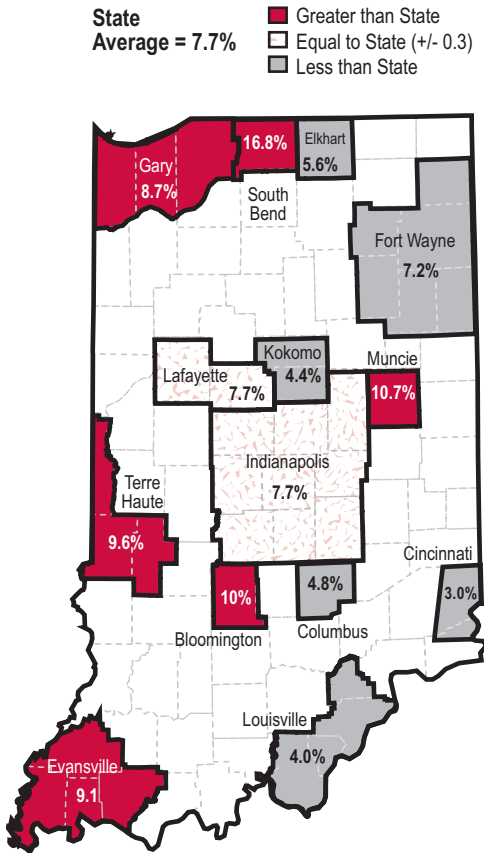 State
Average = 7.7%
Greater than State
Equal to State (+/- 0.3)
Less than State
Gary
8.7%
16.8%
South
Bend
Elkhart
5.6%
Fort Wayne
7.2%
Lafayette
7.7%
Kokomo
4.4%
Muncie
10.7%
Indianapolis
7.7%
Terre
Haute
9.6%
10%
Bloomington
4.8%
Columbus
Cincinnati
3.0%
Louisville
4.0%
Evansville
9.1